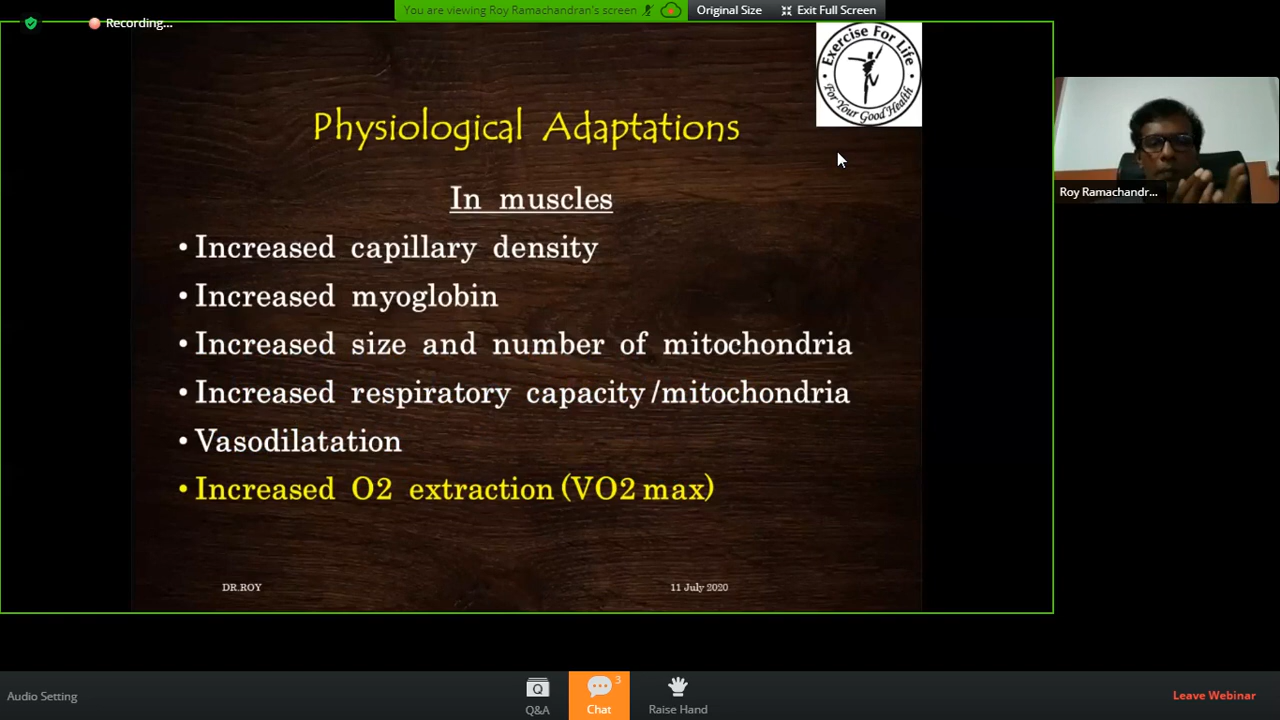 You are viewing Roy Ramachandran's screen
Original Size
Exit Full Screen
Recording...
Exercise For Life
For Your Good Health
Physiological Adaptations
In muscles
• Increased capillary density
• Increased myoglobin
• Increased size and number of mitochondria
• Increased respiratory capacity /mitochondria
• Vasodilatation
• Increased O2 extraction (VO2 max)
DR.ROY
11 July 2020
Roy Ramachandr...
Audio Setting
Q&A
3
Chat
Raise Hand
Leave Webinar